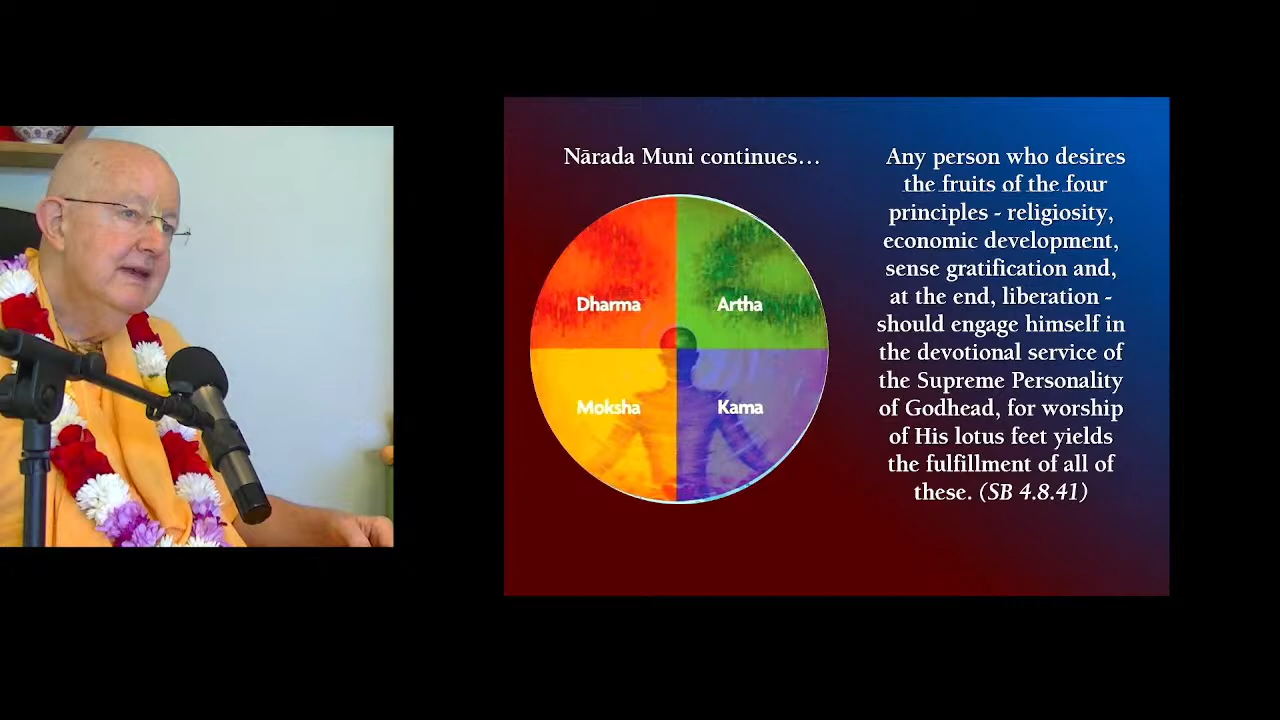 Nārada Muni continues...
Dharma
Artha
Moksha
Kama
Any person who desires
the fruits of the four
principles - religiosity,
economic development,
sense gratification and,
at the end, liberation -
should engage himself in
the devotional service of
the Supreme Personality
of Godhead, for worship
of His lotus feet yields
the fulfillment of all of
these. (SB 4.8.41)